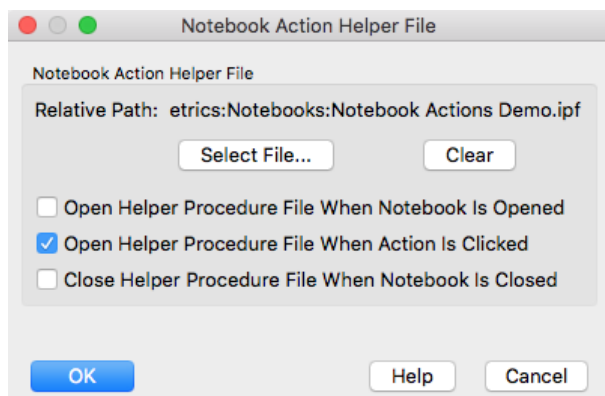 Notebook Action Helper File
Notebook Action Helper File
Relative Path: etrics:Notebooks:Notebook Actions Demo.ipf
Select File... Clear
Open Helper Procedure File When Notebook Is Opened
Open Helper Procedure File When Action Is Clicked
Close Helper Procedure File When Notebook Is Closed
OK Help Cancel